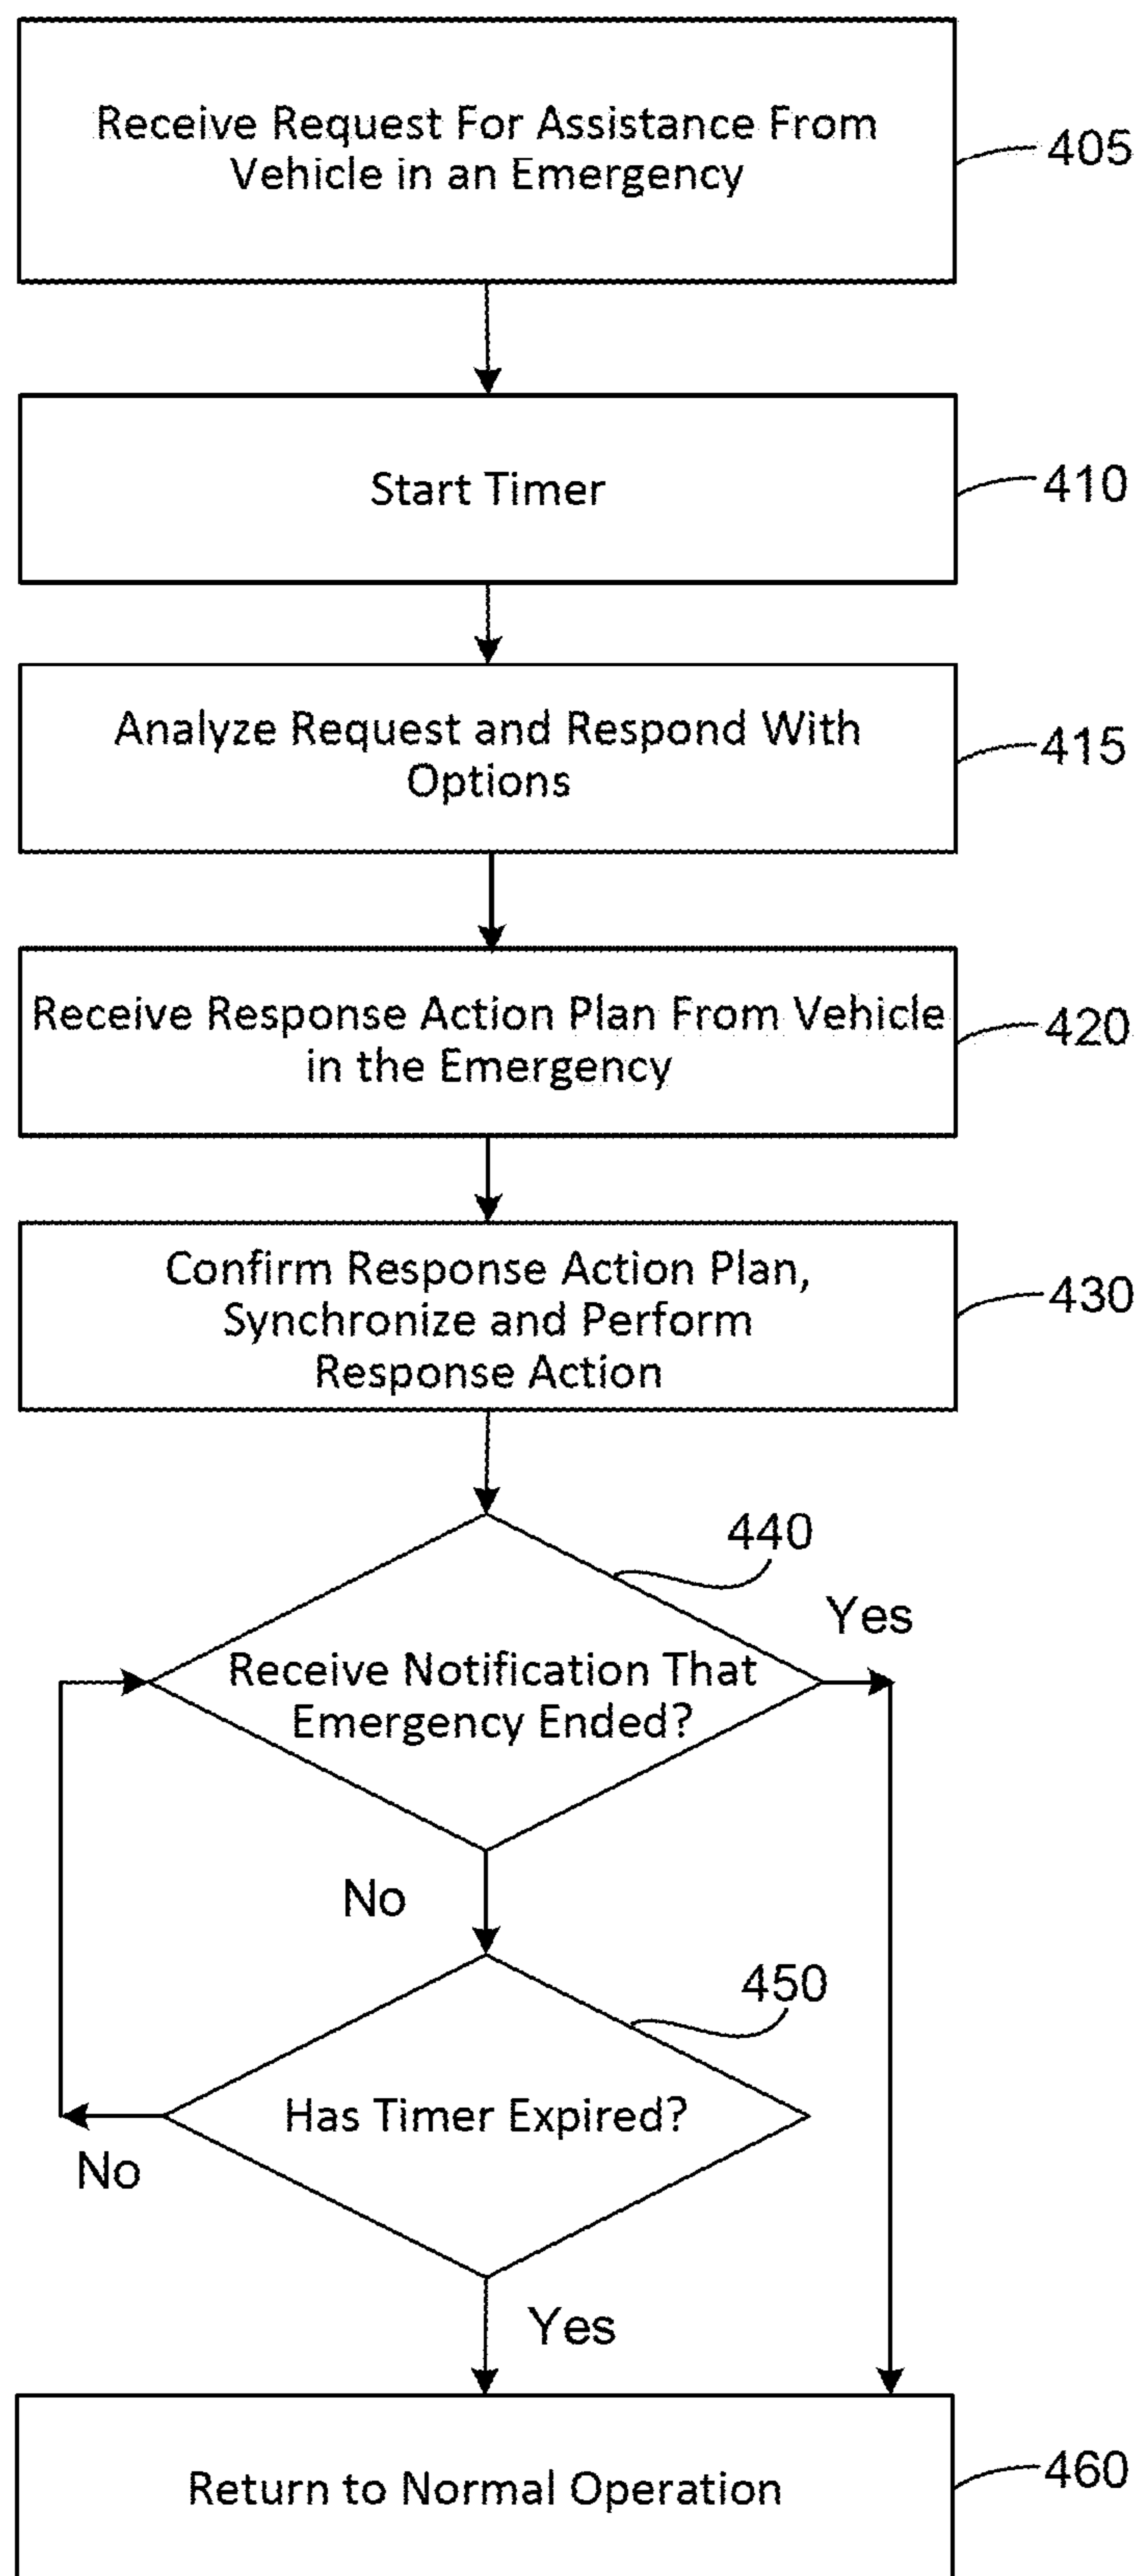 Receive Request For Assistance From
Vehicle in an Emergency
405
Start Timer
410
Analyze Request and Respond With
Options
415
Receive Response Action Plan From Vehicle
in the Emergency
420
Confirm Response Action Plan,
Synchronize and Perform
Response Action
430
440
Yes
Receive Notification That
Emergency Ended?
No
450
Has Timer Expired?
No
Yes
Return to Normal Operation
460